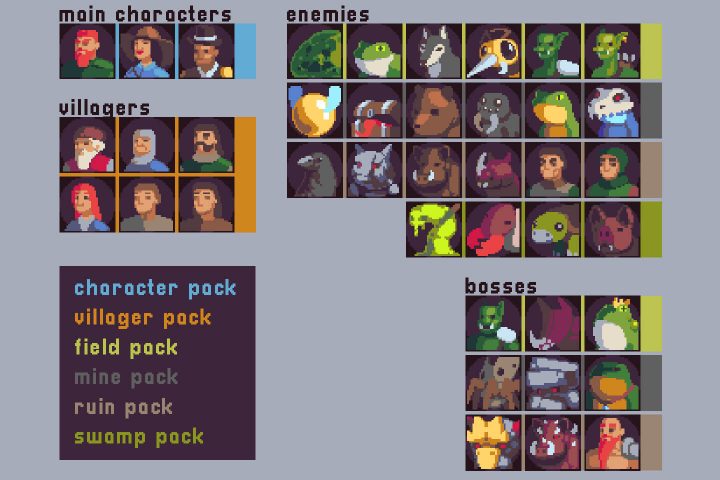 main characters
enemies
villagers
bosses
character pack
villager pack
field pack
mine pack
ruin pack
swamp pack